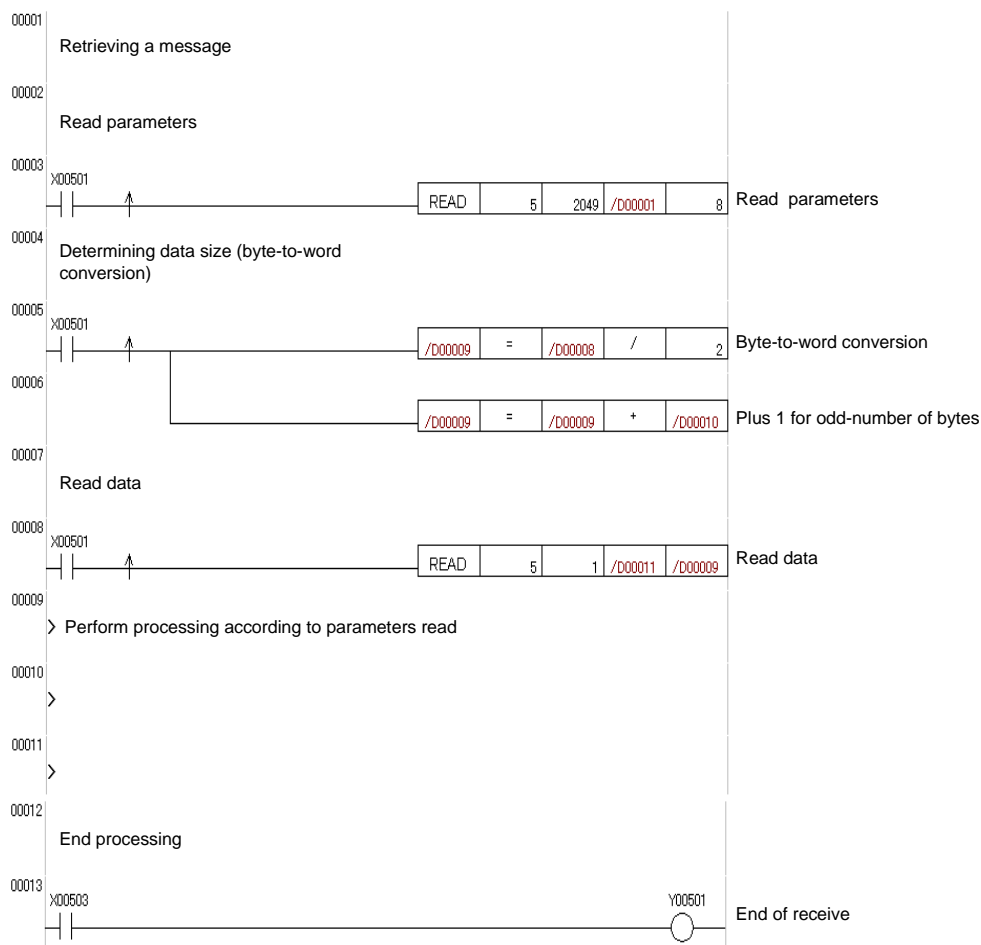 00001
Retrieving a message
00002
Read parameters
00003
X00501
READ 5 2049 /D00001 8 Read parameters
00004
Determining data size (byte-to-word
conversion)
00005
X00501
/D00009 = /D00008 / 2 Byte-to-word conversion
00006
/D00009 = /D00009 + /D00010 Plus 1 for odd-number of bytes
00007
Read data
00008
X00501
READ 5 1 /D00011 /D00009 Read data
00009
Perform processing according to parameters read
00010
00011
00012
End processing
00013
X00503 Y00501
End of receive